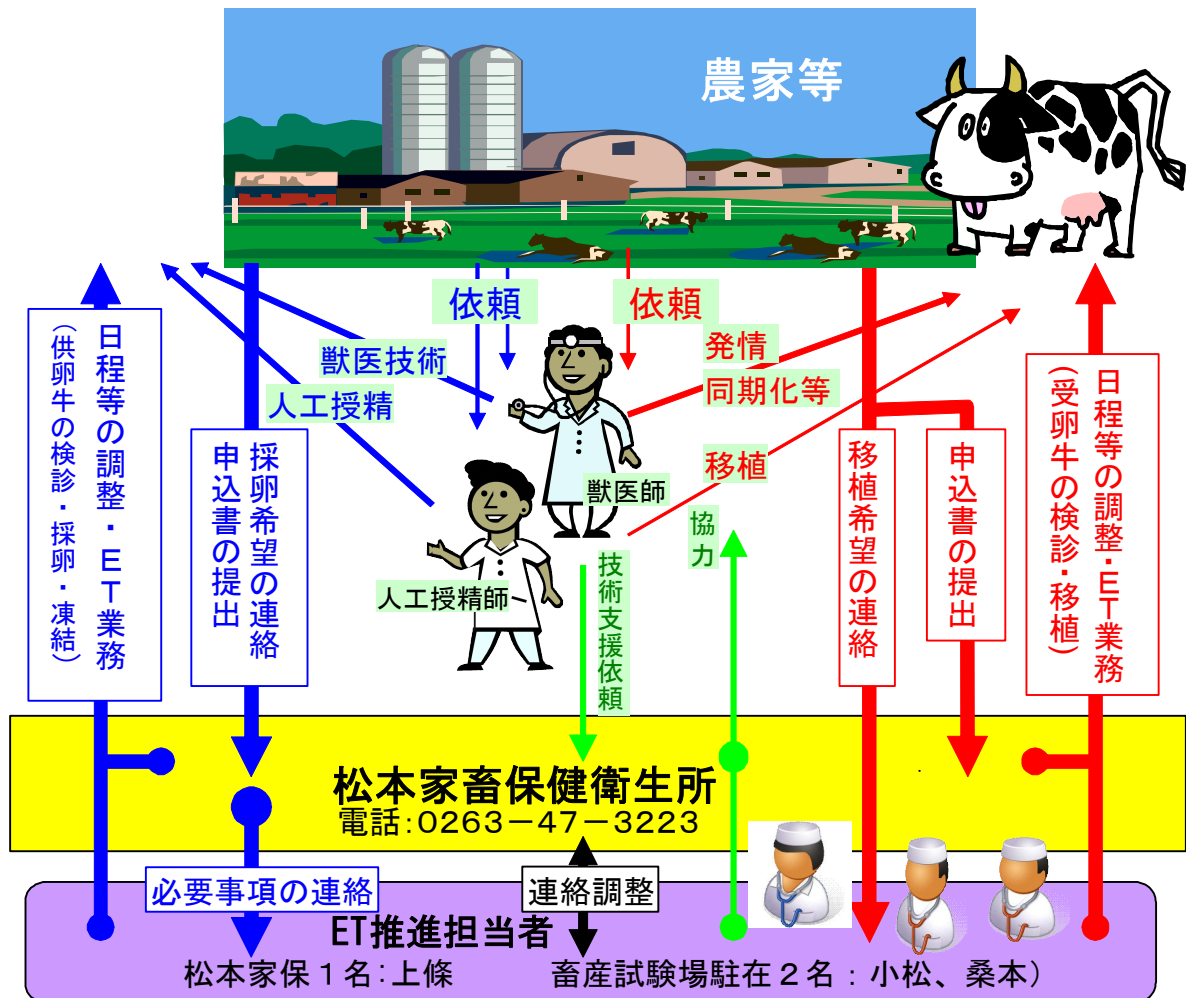 農家等
依頼
依頼
獣医技術
人工授精
発情
同期化等
移植
獣医師
人工授精師
協力
技術支援依頼
日程等の調整・ET業務
(供卵牛の検診・採卵・凍結)
採卵希望の連絡
申込書の提出
移植希望の連絡
申込書の提出
日程等の調整・ET業務
(受卵牛の検診・移植)
松本家畜保健衛生所
電話:0263-47-3223
必要事項の連絡
連絡調整
ET推進担当者
松本家保1名:上條 畜産試験場駐在2名:小松、桑本)